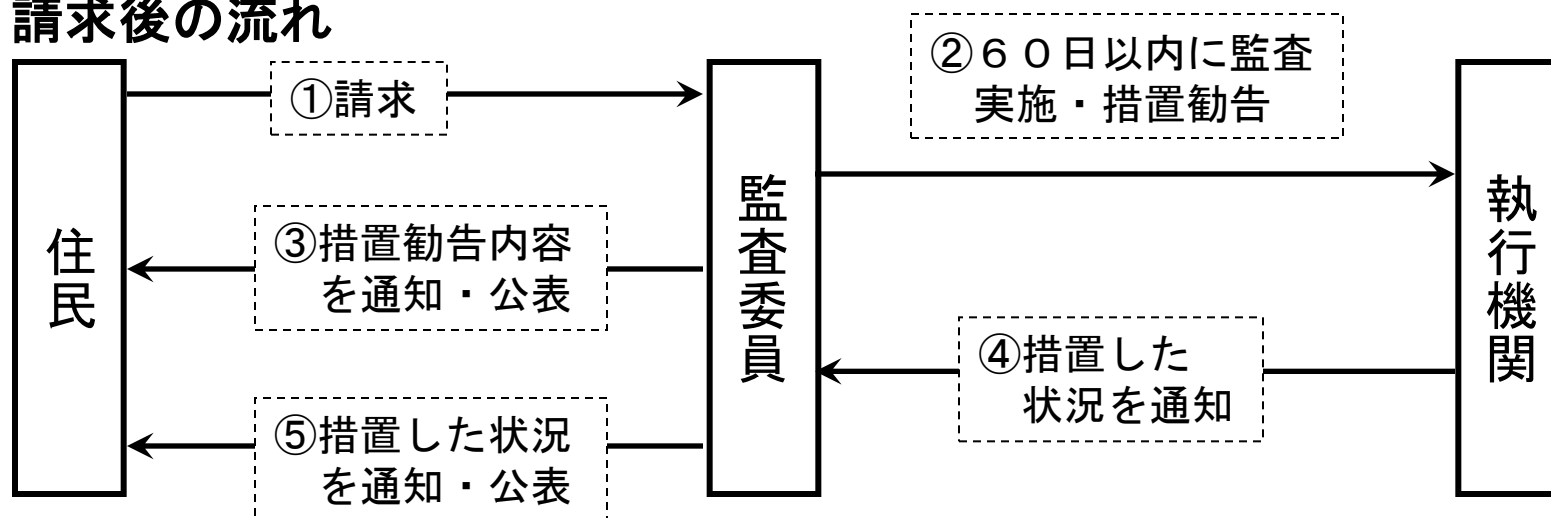 請求後の流れ
①請求
②60日以内に監査
実施・措置勧告
住民
監査委員
執行機関
③措置勧告内容
を通知・公表
④措置した
状況を通知
⑤措置した状況
を通知・公表